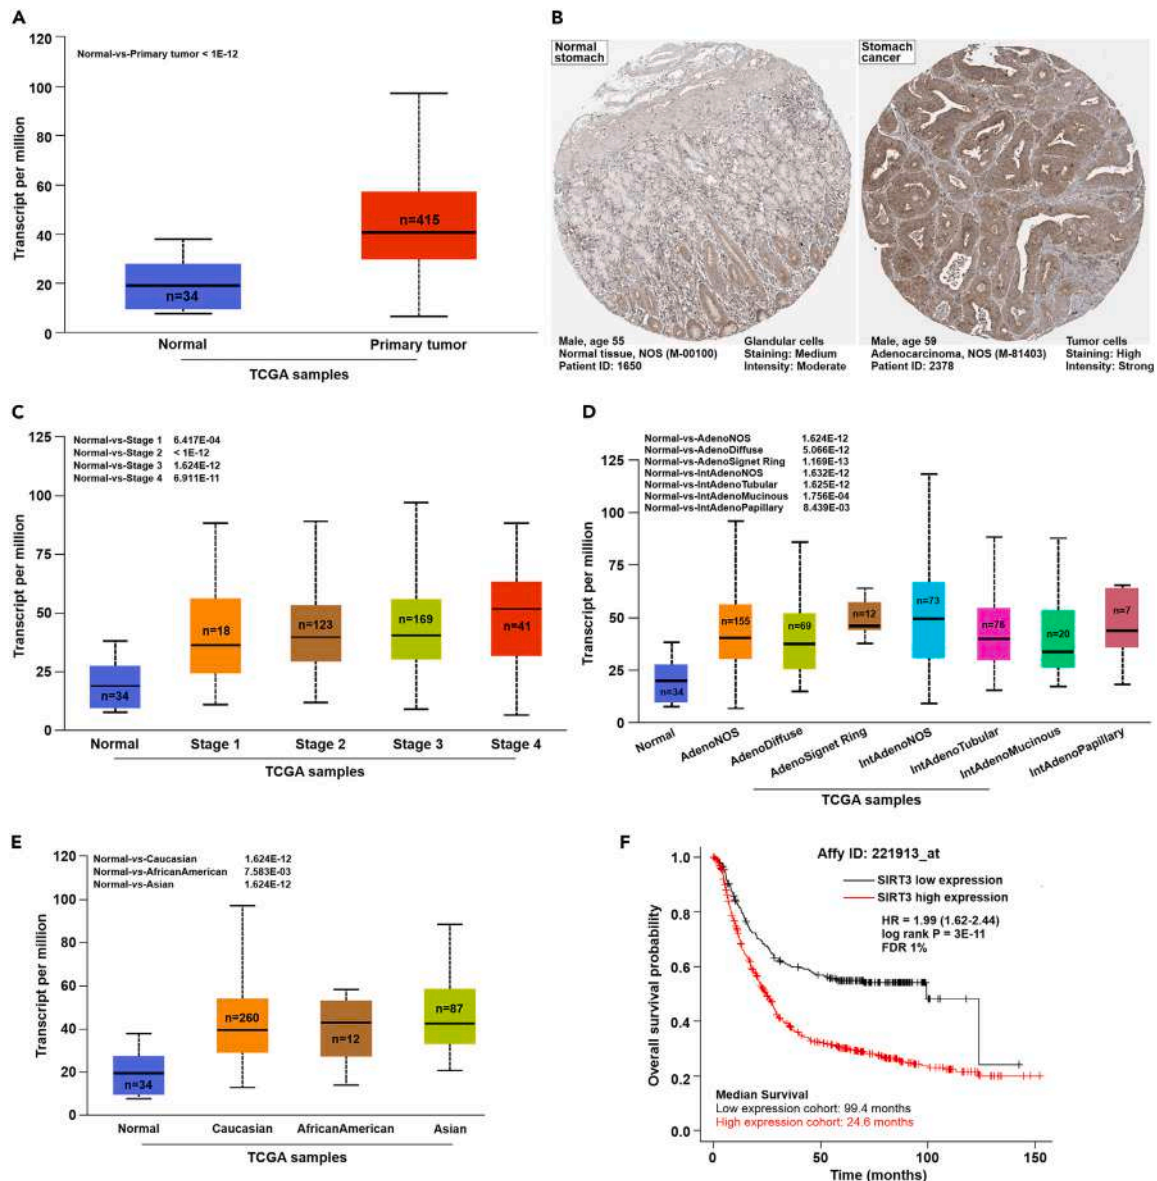 A
120
100
80
60
40
20
0
Transcript per million
Normal-vs-Primary tumor < 1E-12
n=34
n=415
Normal
Primary tumor
TCGA samples
B
Normal
stomach
Stomach
cancer
Male, age 55
Normal tissue, NOS (M-00100)
Patient ID: 1650
Glandular cells
Staining: Medium
Intensity: Moderate
Male, age 59
Adenocarcinoma, NOS (M-81403)
Patient ID: 2378
Tumor cells
Staining: High
Intensity: Strong
C
125
100
75
50
25
0
Transcript per million
Normal-vs-Stage 1 6.417E-04
Normal-vs-Stage 2 < 1E-12
Normal-vs-Stage 3 1.624E-12
Normal-vs-Stage 4 6.911E-11
n=34
n=18
n=123
n=169
n=41
Normal
Stage 1
Stage 2
Stage 3
Stage 4
TCGA samples
D
125
100
75
50
25
0
Transcript per million
Normal-vs-AdenoNOS 1.624E-12
Normal-vs-AdenoDiffuse 5.066E-12
Normal-vs-AdenoSignet Ring 1.169E-13
Normal-vs-IntAdenoNOS 1.632E-12
Normal-vs-IntAdenoTubular 1.625E-12
Normal-vs-IntAdenoMucinous 1.756E-04
Normal-vs-IntAdenoPapillary 8.439E-03
n=34
n=155
n=69
n=12
n=73
n=76
n=20
n=7
Normal
AdenoNOS
AdenoDiffuse
AdenoSignet Ring
IntAdenoNOS
IntAdenoTubular
IntAdenoMucinous
IntAdenoPapillary
TCGA samples
E
120
100
80
60
40
20
0
Transcript per million
Normal-vs-Caucasian 1.624E-12
Normal-vs-AfricanAmerican 7.583E-03
Normal-vs-Asian 1.624E-12
n=34
n=260
n=12
n=87
Normal
Caucasian
AfricanAmerican
Asian
TCGA samples
F
1.0
0.8
0.6
0.4
0.2
0.0
Overall survival probability
Affy ID: 221913_at
SIRT3 low expression
SIRT3 high expression
HR = 1.99 (1.62-2.44)
log rank P = 3E-11
FDR 1%
Median Survival
Low expression cohort: 99.4 months
High expression cohort: 24.6 months
0
50
100
150
Time (months)